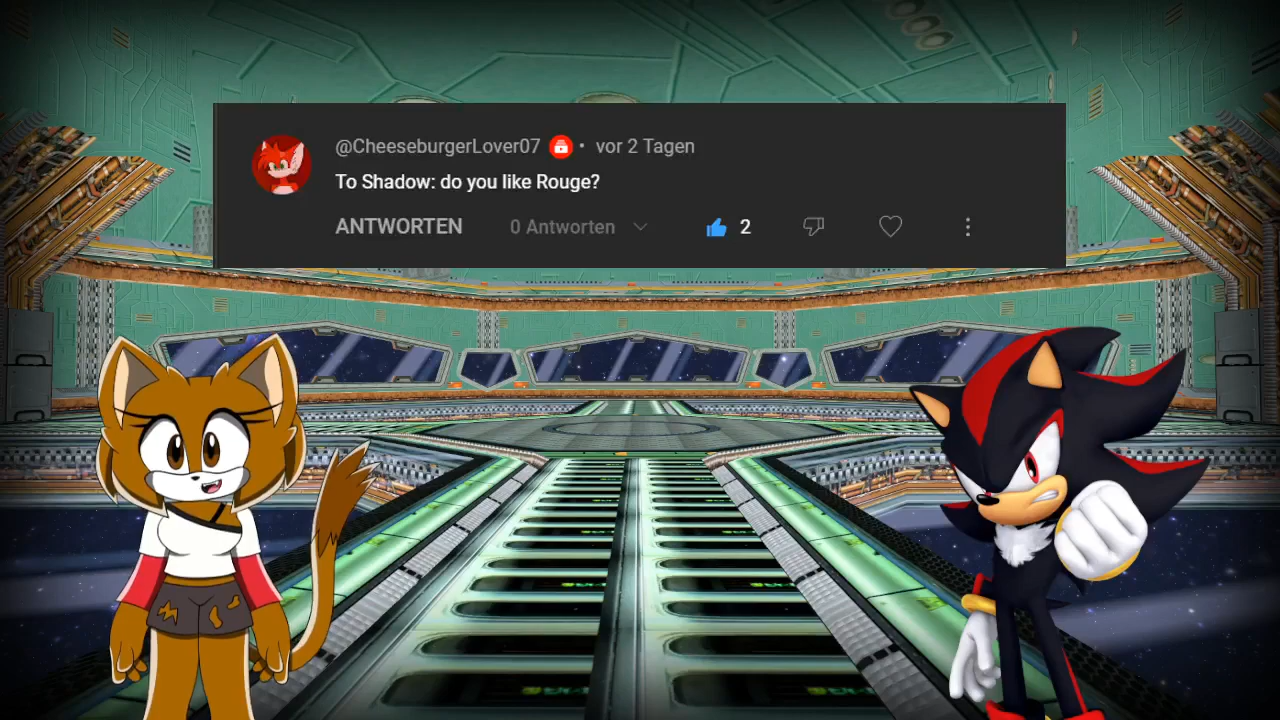 @CheeseburgerLover07 • vor 2 Tagen
To Shadow: do you like Rouge?
ANTWORTEN 0 Antworten 2